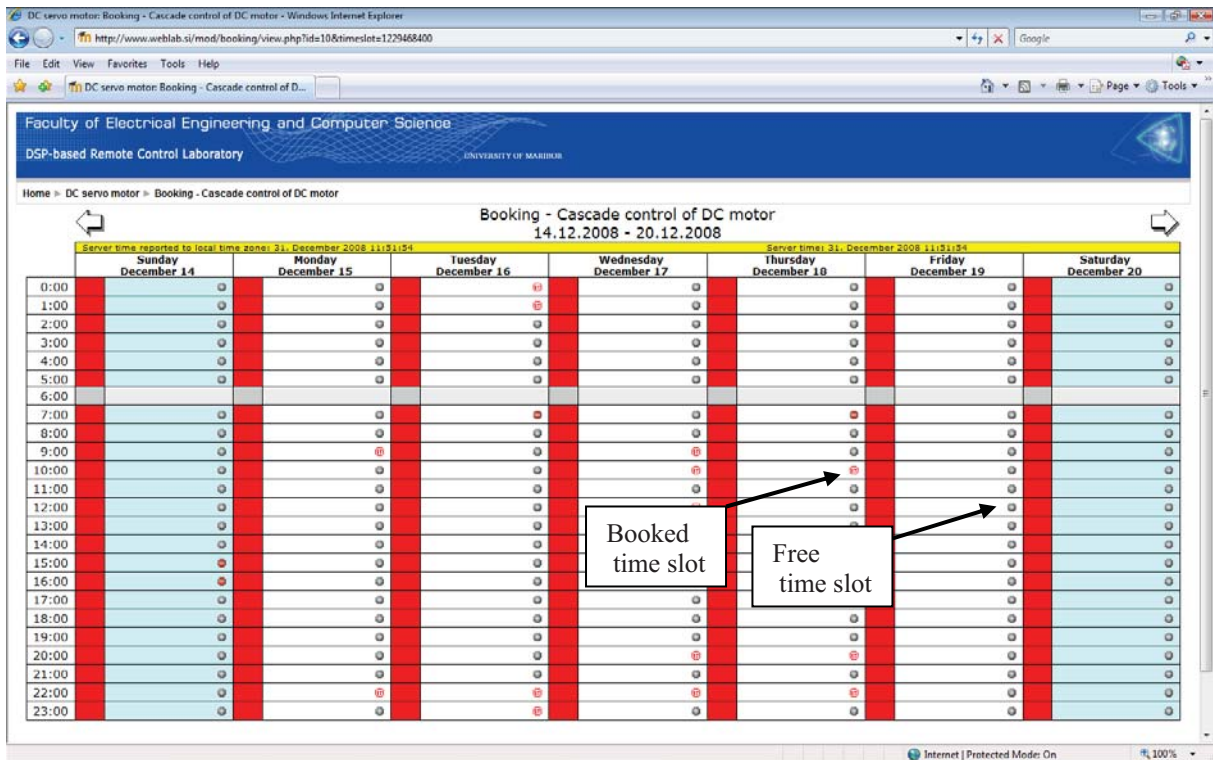 DC servo motor: Booking - Cascade control of DC motor - Windows Internet Explorer
http://www.weblab.si/mod/booking/view.php?id=10&timeslot=1229468400
Google
File Edit View Favorites Tools Help
DC servo motor: Booking - Cascade control of D...
Page Tools
Faculty of Electrical Engineering and Computer Science
DSP-based Remote Control Laboratory
UNIVERSITY OF MARIBOR
Home » DC servo motor » Booking - Cascade control of DC motor
Booking - Cascade control of DC motor
14.12.2008 - 20.12.2008
Server time reported to local time zone: 31. December 2008 11:51:54 Server time: 31. December 2008 11:51:54
Sunday Monday Tuesday Wednesday Thursday Friday Saturday
December 14 December 15 December 16 December 17 December 18 December 19 December 20
0:00
1:00
2:00
3:00
4:00
5:00
6:00
7:00
8:00
9:00
10:00
11:00
12:00
13:00
14:00
15:00
16:00
17:00
18:00
19:00
20:00
21:00
22:00
23:00
Booked
time slot
Free
time slot
Internet | Protected Mode: On 100%